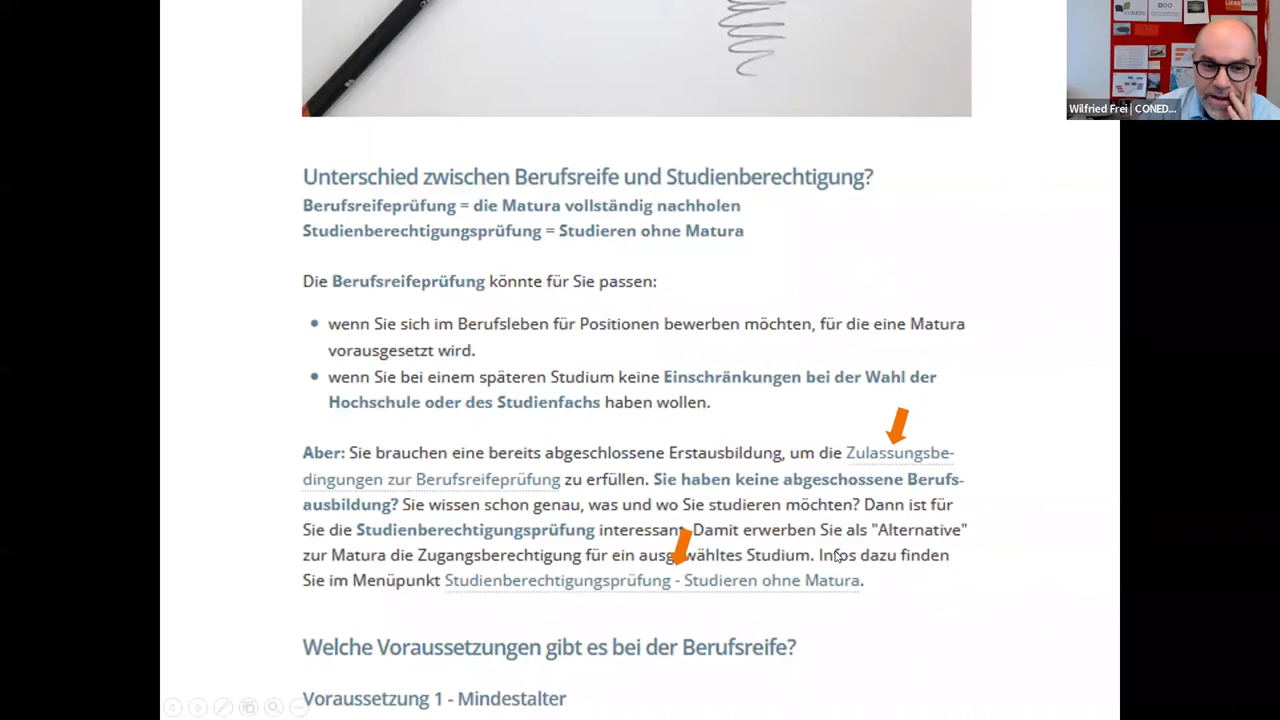 CONEDU
LIEBE
Wilfried Frei | CONED...
Unterschied zwischen Berufsreife und Studienberechtigung?
Berufsreifeprüfung = die Matura vollständig nachholen
Studienberechtigungsprüfung = Studieren ohne Matura
Die Berufsreifeprüfung könnte für Sie passen:
wenn Sie sich im Berufsleben für Positionen bewerben möchten, für die eine Matura
vorausgesetzt wird.
wenn Sie bei einem späteren Studium keine Einschränkungen bei der Wahl der
Hochschule oder des Studienfachs haben wollen.
Aber: Sie brauchen eine bereits abgeschlossene Erstausbildung, um die Zulassungsbe-
dingungen zur Berufsreifeprüfung zu erfüllen. Sie haben keine abgeschossene Berufs-
ausbildung? Sie wissen schon genau, was und wo Sie studieren möchten? Dann ist für
Sie die Studienberechtigungsprüfung interessant. Damit erwerben Sie als "Alternative"
zur Matura die Zugangsberechtigung für ein ausgewähltes Studium. Infos dazu finden
Sie im Menüpunkt Studienberechtigungsprüfung - Studieren ohne Matura.
Welche Voraussetzungen gibt es bei der Berufsreife?
Voraussetzung 1 - Mindestalter